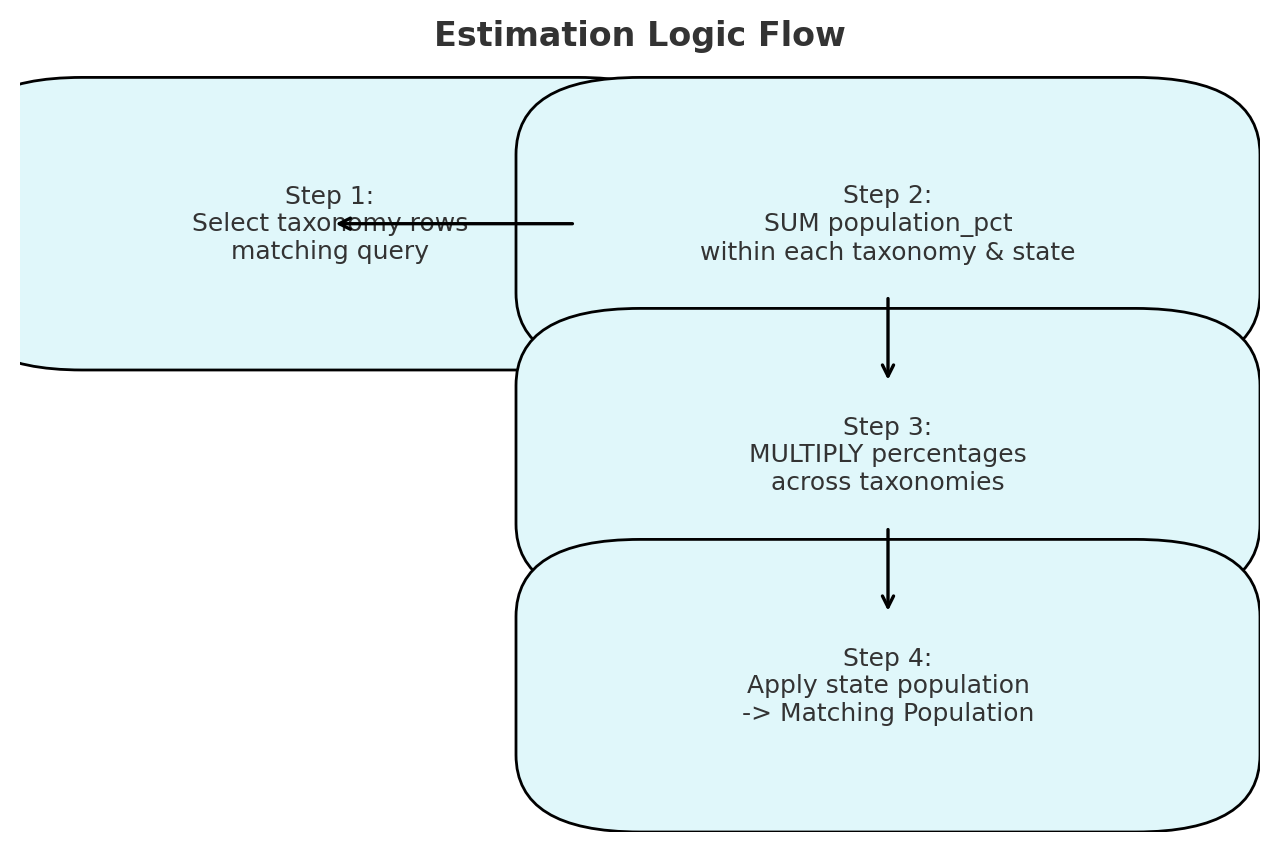 Estimation Logic Flow
Step 1:
Select taxonomy rows
matching query
Step 2:
SUM population_pct
within each taxonomy & state
Step 3:
MULTIPLY percentages
across taxonomies
Step 4:
Apply state population
-> Matching Population